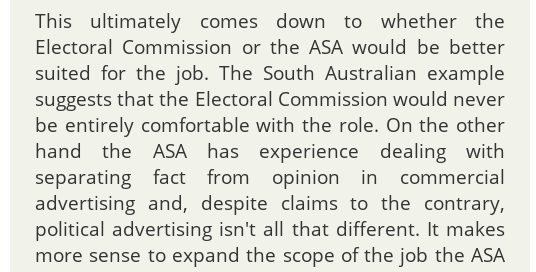 This ultimately comes down to whether the
Electoral Commission or the ASA would be better
suited for the job. The South Australian example
suggests that the Electoral Commission would never
be entirely comfortable with the role. On the other
hand the ASA has experience dealing with
separating fact from opinion in commercial
advertising and, despite claims to the contrary,
political advertising isn't all that different. It makes
more sense to expand the scope of the job the ASA